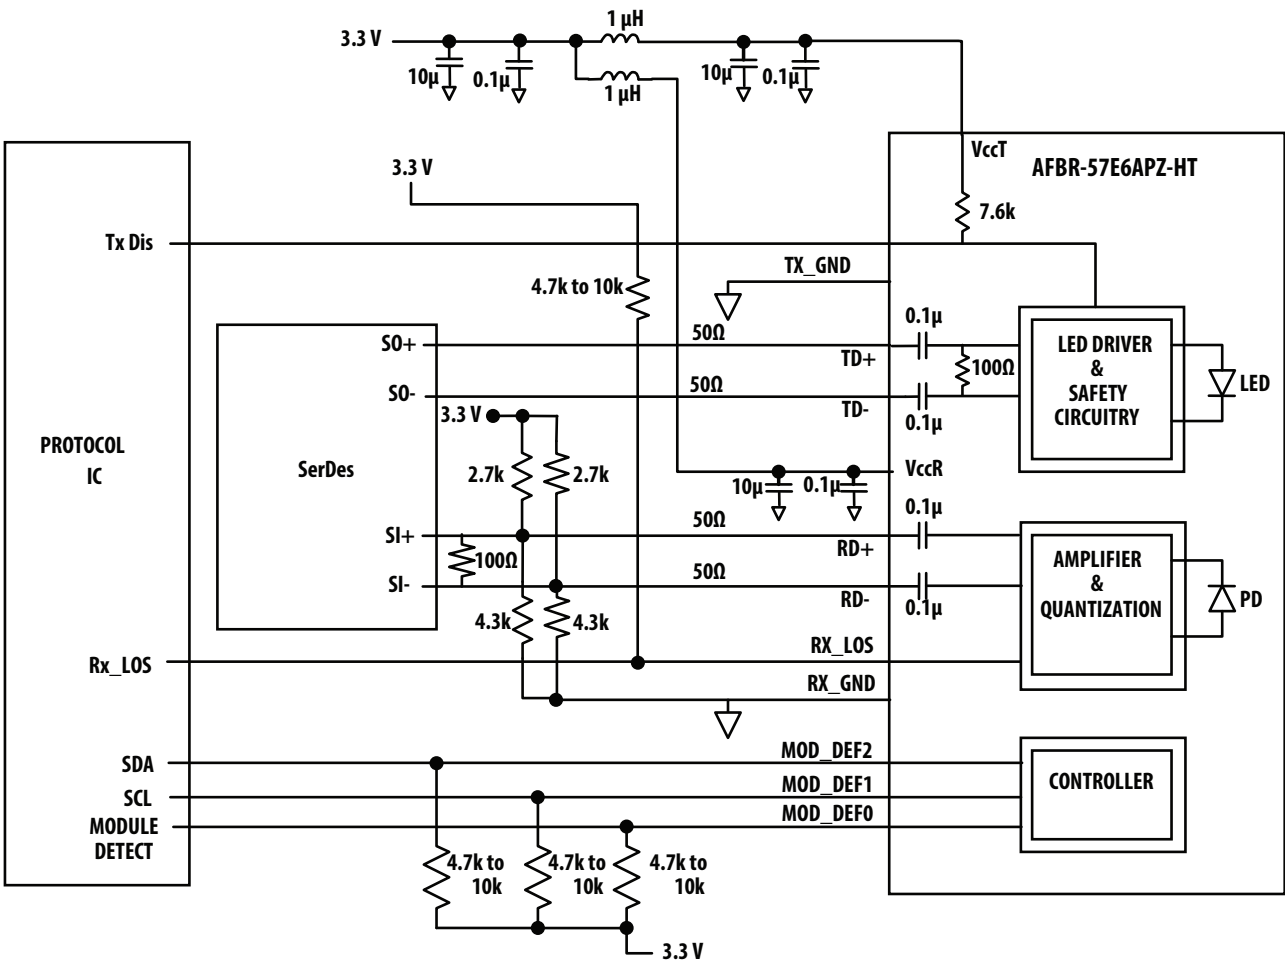 1 µH
3.3 V
10µ
0.1µ
1 µH
10µ
0.1µ
3.3 V
VccT
AFBR-57E6APZ-HT
7.6k
Tx Dis
TX_GND
4.7k to 10k
0.1µ
SO+
50Ω
TD+
100Ω
LED DRIVER
&
SAFETY
CIRCUITRY
LED
SO-
50Ω
TD-
0.1µ
3.3 V
PROTOCOL
IC
SerDes
2.7k
2.7k
VccR
10µ
0.1µ
0.1µ
SI+
50Ω
RD+
100Ω
AMPLIFIER
&
QUANTIZATION
PD
SI-
50Ω
RD-
0.1µ
4.3k
4.3k
Rx_LOS
RX_LOS
RX_GND
SDA
MOD_DEF2
SCL
MOD_DEF1
CONTROLLER
MODULE
DETECT
MOD_DEF0
4.7k to
10k
4.7k to
10k
4.7k to
10k
3.3 V